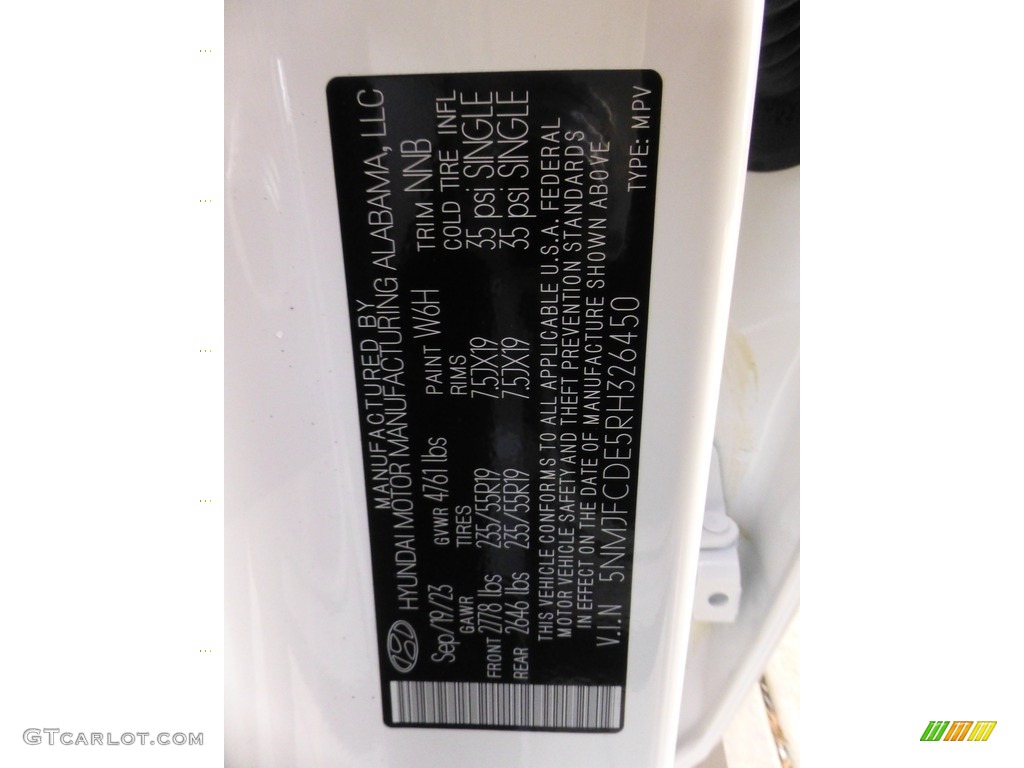 MANUFACTURED BY
HYUNDAI MOTOR MANUFACTURING ALABAMA, LLC
Sep/19/23 GVWR 4761 lbs PAINT W6H TRIM NNB
GAWR TIRES RIMS COLD TIRE INFL
FRONT 2778 lbs 235/55R19 7.5JX19 35 psi SINGLE
REAR 2646 lbs 235/55R19 7.5JX19 35 psi SINGLE
THIS VEHICLE CONFORMS TO ALL APPLICABLE U.S.A. FEDERAL
MOTOR VEHICLE SAFETY AND THEFT PREVENTION STANDARDS
IN EFFECT ON THE DATE OF MANUFACTURE SHOWN ABOVE
V.I.N 5NMJFCDE5RH326450 TYPE: MPV
GTCARLOT.COM